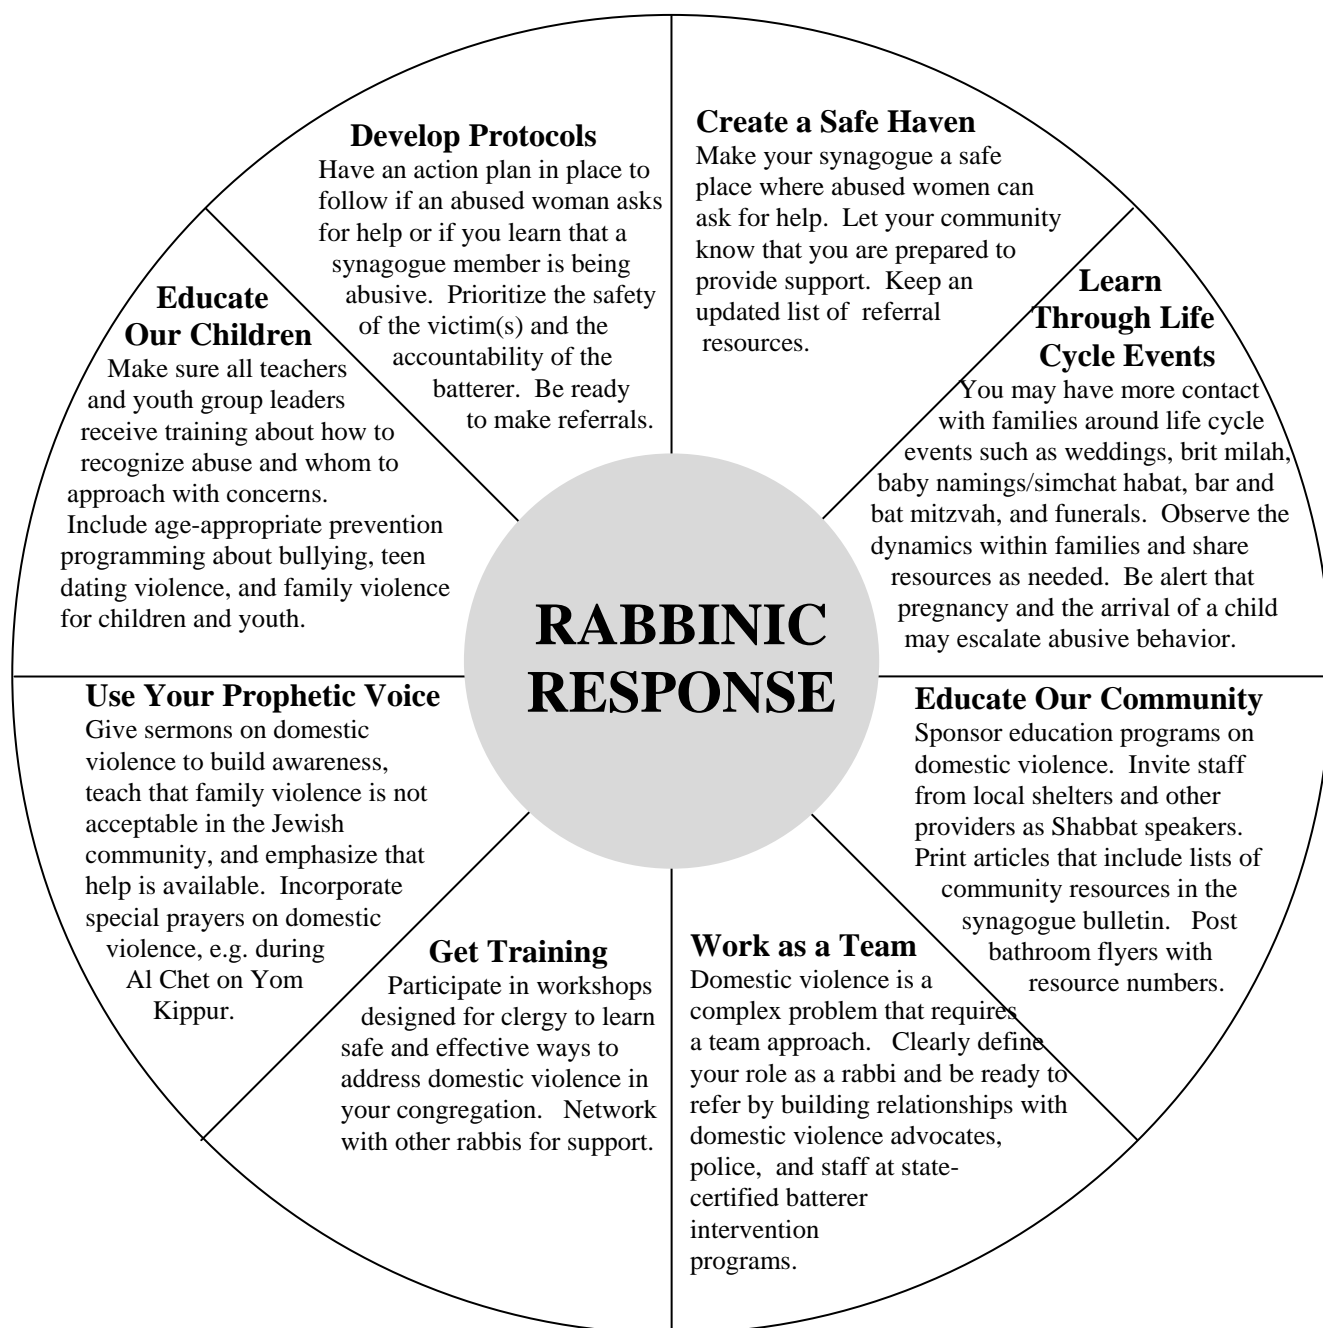 Develop Protocols
Have an action plan in place to
follow if an abused woman asks
for help or if you learn that a
synagogue member is being
abusive.  Prioritize the safety
of the victim(s) and the
accountability of the
batterer.  Be ready
to make referrals.
Create a Safe Haven
Make your synagogue a safe
place where abused women can
ask for help.  Let your community
know that you are prepared to
provide support.  Keep an
updated list of  referral
resources.
Learn
Through Life
Cycle Events
You may have more contact
with families around life cycle
events such as weddings, brit milah,
baby namings/simchat habat, bar and
bat mitzvah, and funerals.  Observe the
dynamics within families and share
resources as needed.  Be alert that
pregnancy and the arrival of a child
may escalate abusive behavior.
Educate Our Community
Sponsor education programs on
domestic violence.  Invite staff
from local shelters and other
providers as Shabbat speakers.
Print articles that include lists of
community resources in the
synagogue bulletin.   Post
bathroom flyers with
resource numbers.
Work as a Team
Domestic violence is a
complex problem that requires
a team approach.   Clearly define
your role as a rabbi and be ready to
refer by building relationships with
domestic violence advocates,
police,  and staff at state-
certified batterer
intervention
programs.
Get Training
Participate in workshops
designed for clergy to learn
safe and effective ways to
address domestic violence in
your congregation.   Network
with other rabbis for support.
Use Your Prophetic Voice
Give sermons on domestic
violence to build awareness,
teach that family violence is not
acceptable in the Jewish
community, and emphasize that
help is available.  Incorporate
special prayers on domestic
violence, e.g. during
Al Chet on Yom
Kippur.
Educate
Our Children
Make sure all teachers
and youth group leaders
receive training about how to
recognize abuse and whom to
approach with concerns.
Include age-appropriate prevention
programming about bullying, teen
dating violence, and family violence
for children and youth.
RABBINIC
RESPONSE